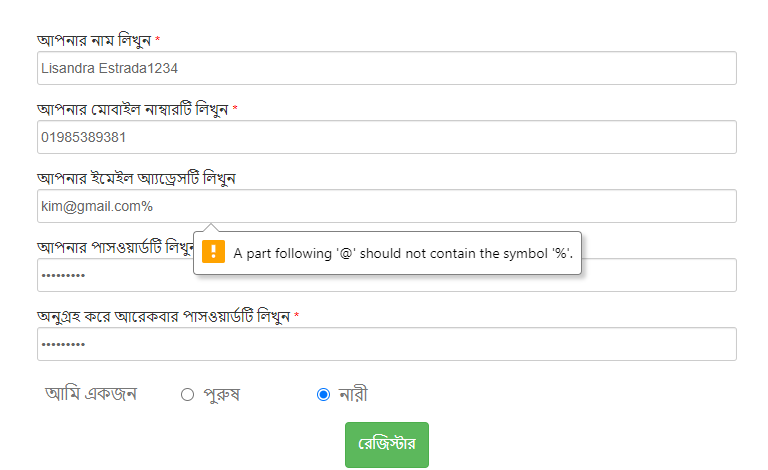 আপনার নাম লিখুন *
Lisandra Estrada1234
আপনার মোবাইল নাম্বারটি লিখুন *
01985389381
আপনার ইমেইল আ্যড্রেসটি লিখুন
kim@gmail.com%
A part following '@' should not contain the symbol '%'.
আপনার পাসওয়ার্ডটি লিখুন
•••••••••
অনুগ্রহ করে আরেকবার পাসওয়ার্ডটি লিখুন *
•••••••••
আমি একজন পুরুষ নারী
রেজিস্টার